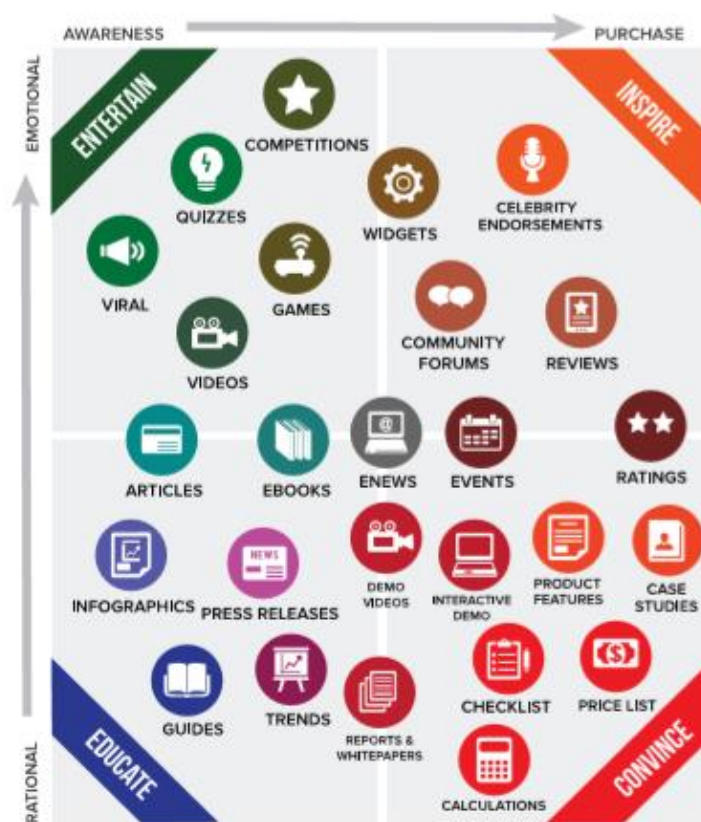 AWARENESS
PURCHASE
EMOTIONAL
RATIONAL
ENTERTAIN
INSPIRE
COMPETITIONS
QUIZZES
WIDGETS
CELEBRITY
ENDORSEMENTS
VIRAL
GAMES
COMMUNITY
FORUMS
REVIEWS
VIDEOS
ARTICLES
EBOOKS
@
ENEWS
EVENTS
RATINGS
INFOGRAPHICS
NEWS
PRESS RELEASES
DEMO
VIDEOS
INTERACTIVE
DEMO
PRODUCT
FEATURES
CASE
STUDIES
GUIDES
TRENDS
REPORTS &
WHITEPAPERS
CHECKLIST
$
PRICE LIST
CALCULATIONS
EDUCATE
CONVINCE